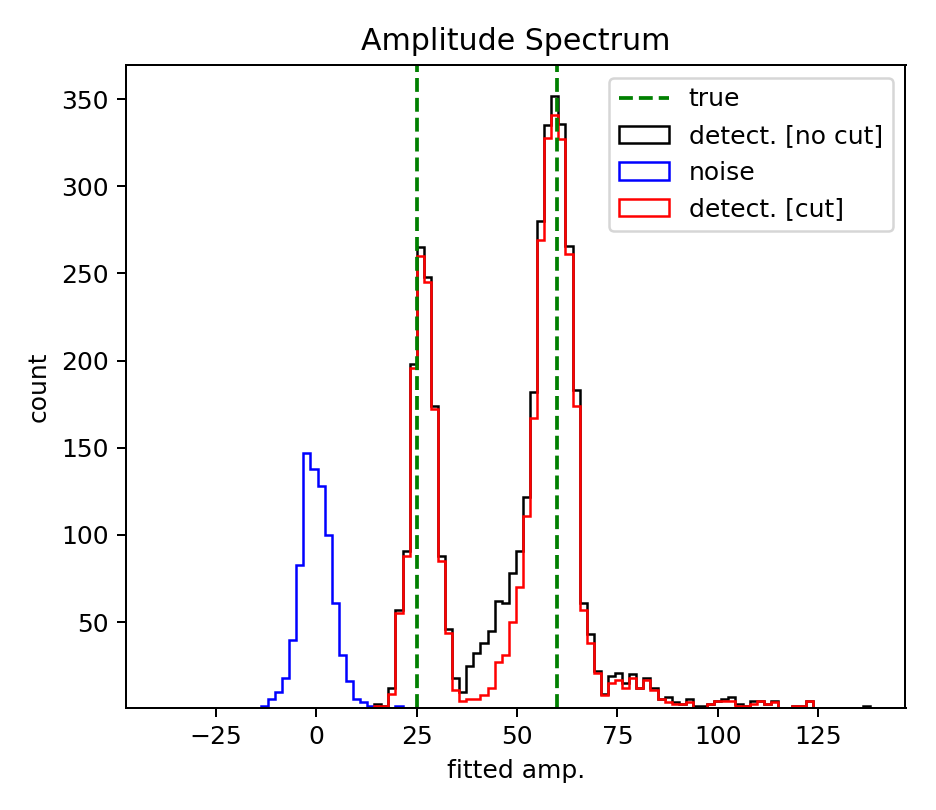 Amplitude Spectrum
true
detect. [no cut]
noise
detect. [cut]
350
300
250
200
150
100
50
count
−25 0 25 50 75 100 125
fitted amp.